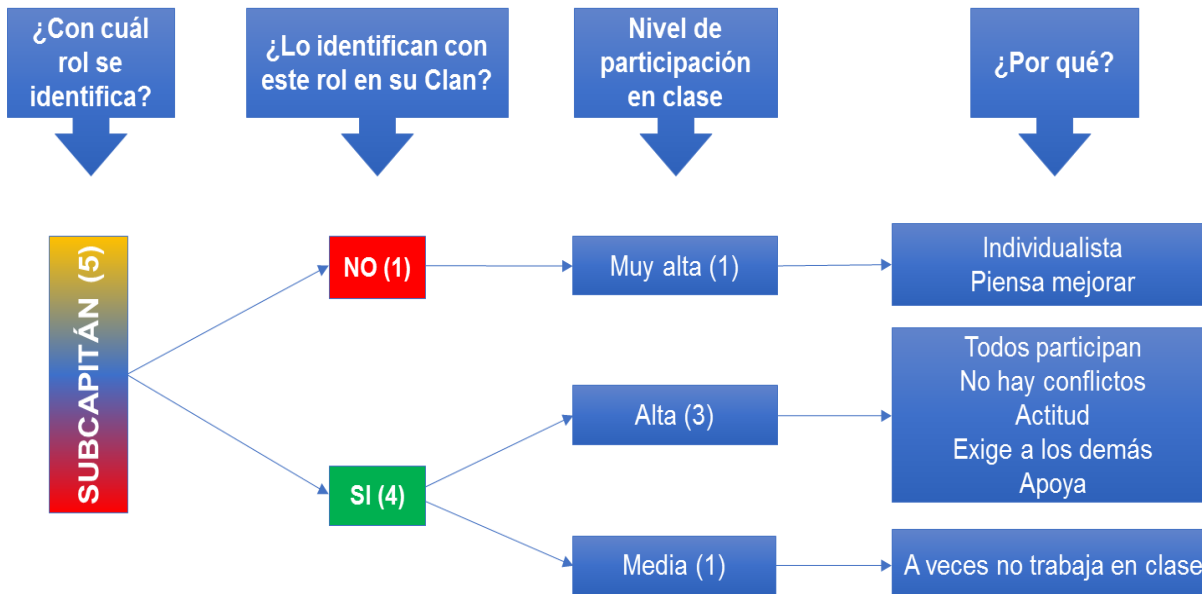 ¿Con cuál
rol se
identifica?
¿Lo identifican con
este rol en su Clan?
Nivel de
participación
en clase
¿Por qué?
SUBCAPITÁN (5)
NO (1)
Muy alta (1)
Individualista
Piensa mejorar
SI (4)
Alta (3)
Todos participan
No hay conflictos
Actitud
Exige a los demás
Apoya
Media (1)
A veces no trabaja en clase